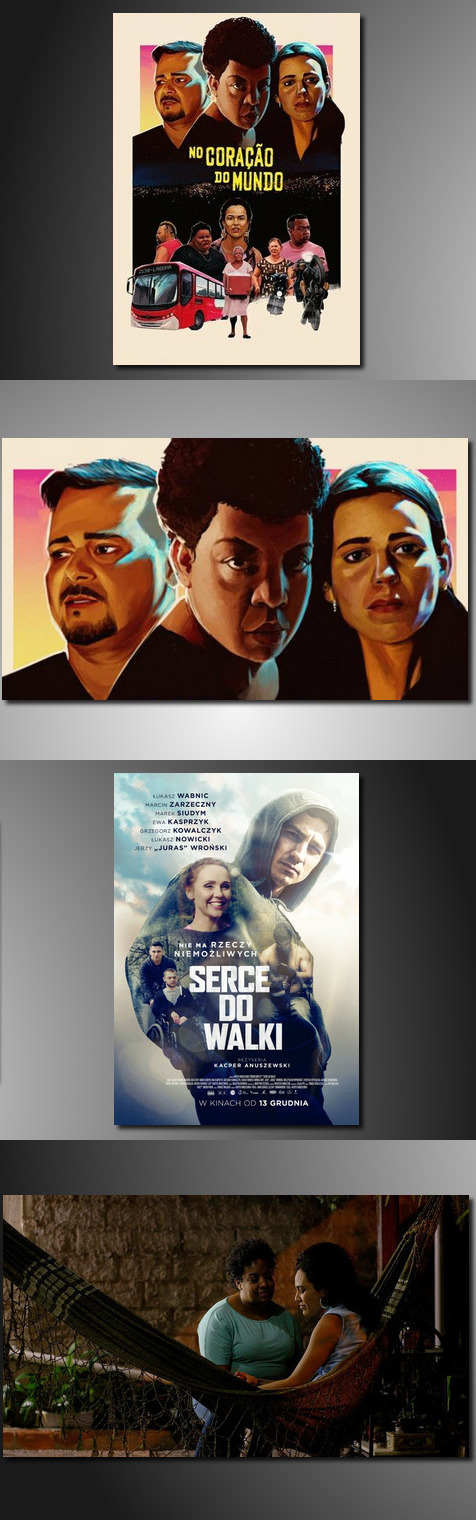 NO CORAÇÃO
DO MUNDO
ŁUKASZ WABNIC
MARCIN ZARZECZNY
MAREK SIUDYM
EWA KASPRZYK
GRZEGORZ KOWALCZYK
ŁUKASZ NOWICKI
JERZY „JURAS" WROŃSKI
NIE MA RZECZY
NIEMOŻLIWYCH
SERCE
DO
WALKI
REŻYSERIA
KACPER ANUSZEWSKI
W KINACH OD 13 GRUDNIA